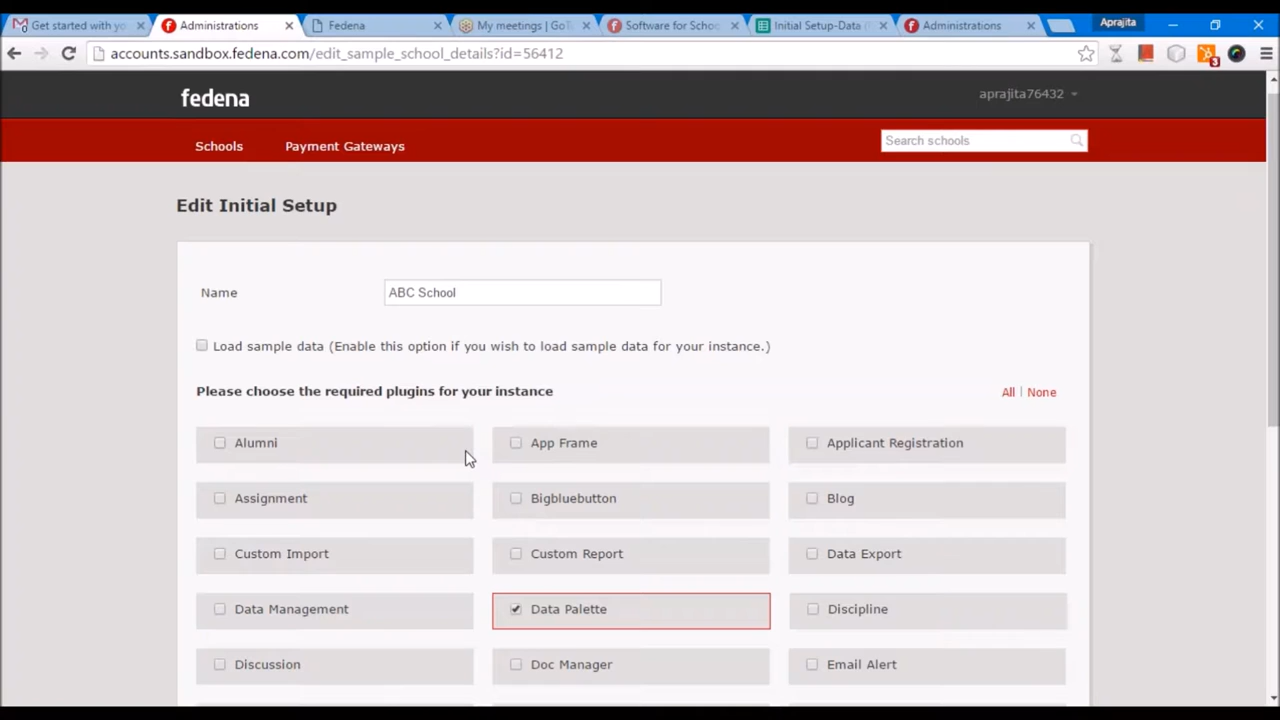 Get started with yo
Administrations
Fedena
My meetings | GoT
Software for Schoo
Initial Setup-Data (
Administrations
Aprajita
accounts.sandbox.fedena.com/edit_sample_school_details?id=56412
3
fedena
aprajita76432
Schools
Payment Gateways
Search schools
Edit Initial Setup
Name
ABC School
Load sample data (Enable this option if you wish to load sample data for your instance.)
Please choose the required plugins for your instance
All | None
Alumni
App Frame
Applicant Registration
Assignment
Bigbluebutton
Blog
Custom Import
Custom Report
Data Export
Data Management
Data Palette
Discipline
Discussion
Doc Manager
Email Alert